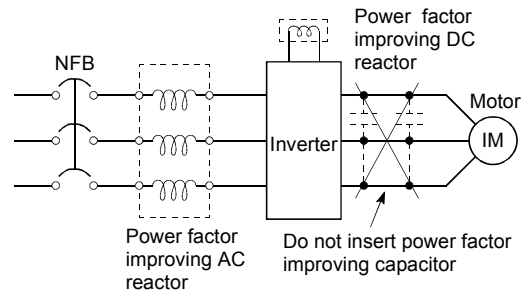 NFB
Power factor
improving DC
reactor
Motor
Inverter
IM
Power factor
improving AC
reactor
Do not insert power factor
improving capacitor